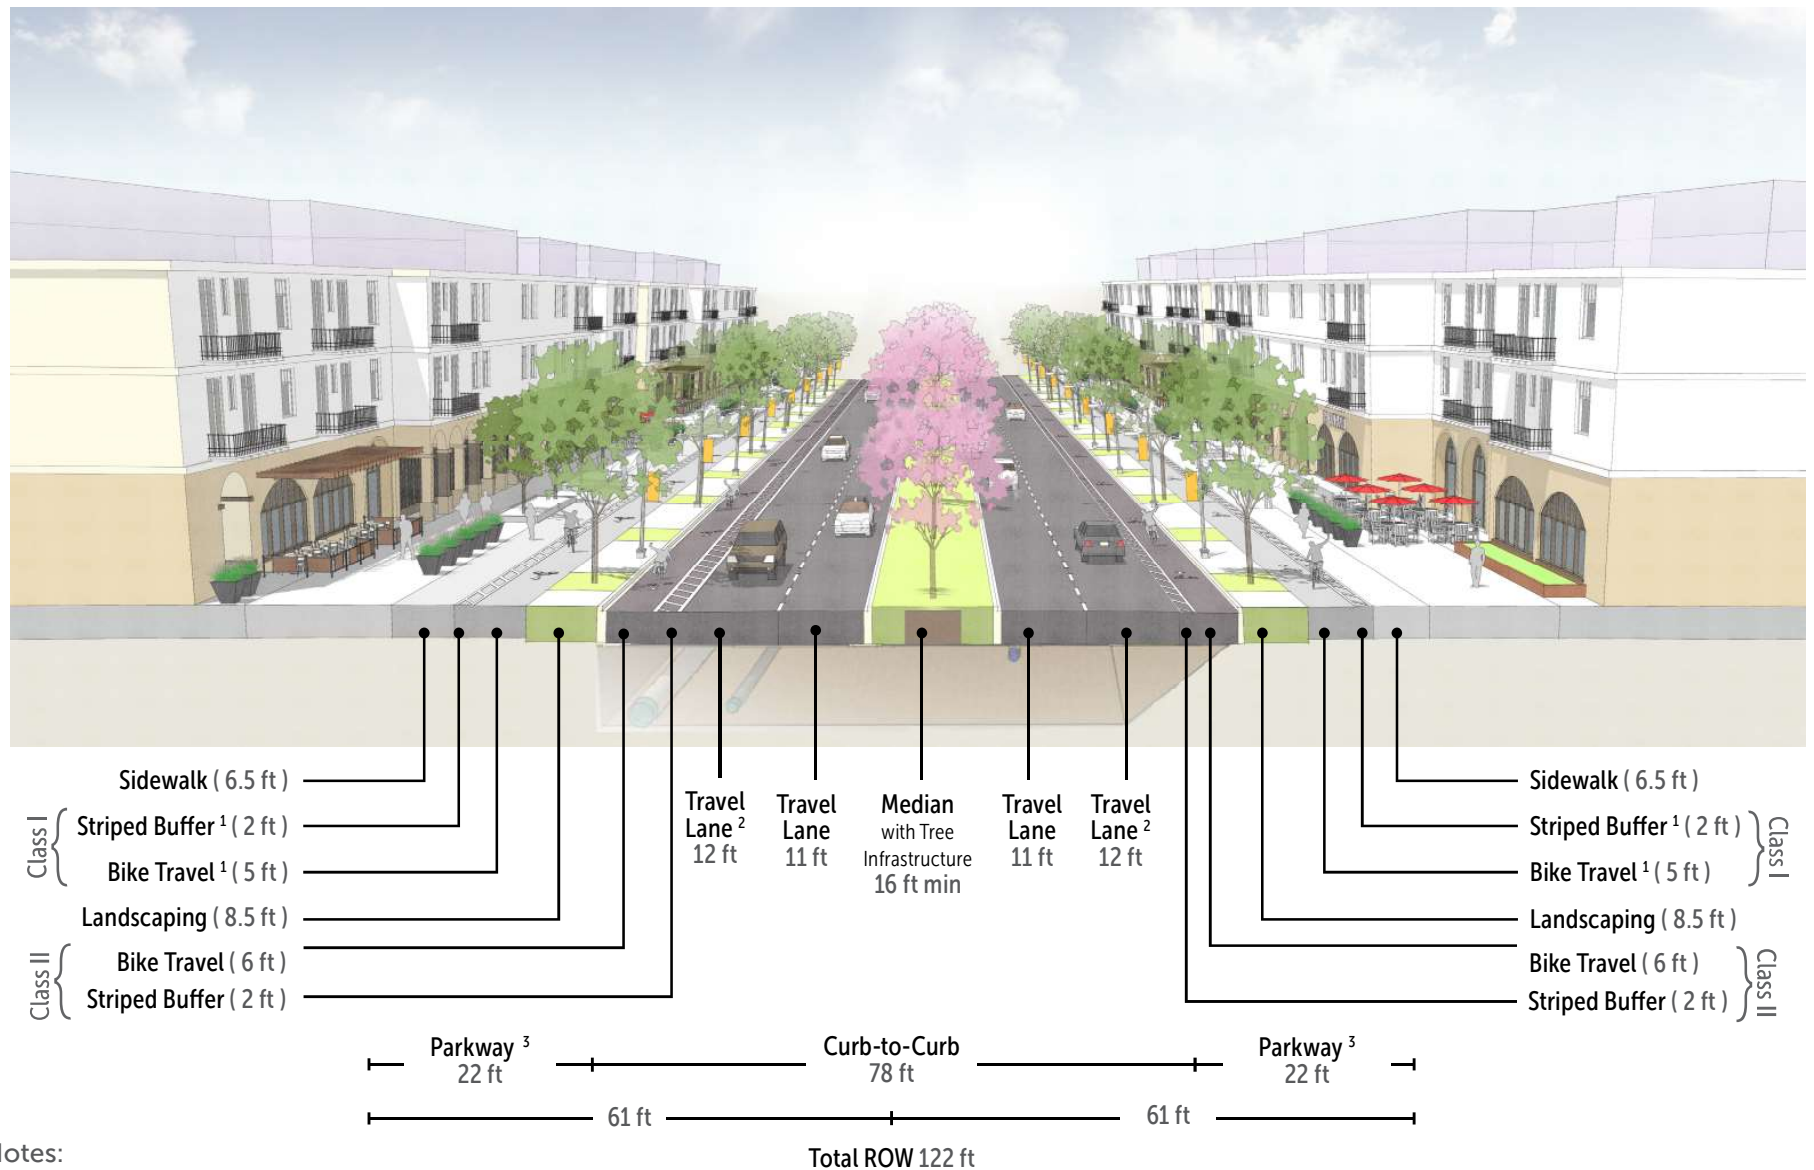 Sidewalk ( 6.5 ft )
Class I
Striped Buffer ¹ ( 2 ft )
Bike Travel ¹ ( 5 ft )
Landscaping ( 8.5 ft )
Class II
Bike Travel ( 6 ft )
Striped Buffer ( 2 ft )
Travel
Lane ²
12 ft
Travel
Lane
11 ft
Median
with Tree
Infrastructure
16 ft min
Travel
Lane
11 ft
Travel
Lane ²
12 ft
Sidewalk ( 6.5 ft )
Striped Buffer ¹ ( 2 ft )
Bike Travel ¹ ( 5 ft )
Class I
Landscaping ( 8.5 ft )
Bike Travel ( 6 ft )
Striped Buffer ( 2 ft )
Class II
Parkway ³
22 ft
Curb-to-Curb
78 ft
Parkway ³
22 ft
61 ft
61 ft
Total ROW 122 ft
otes: